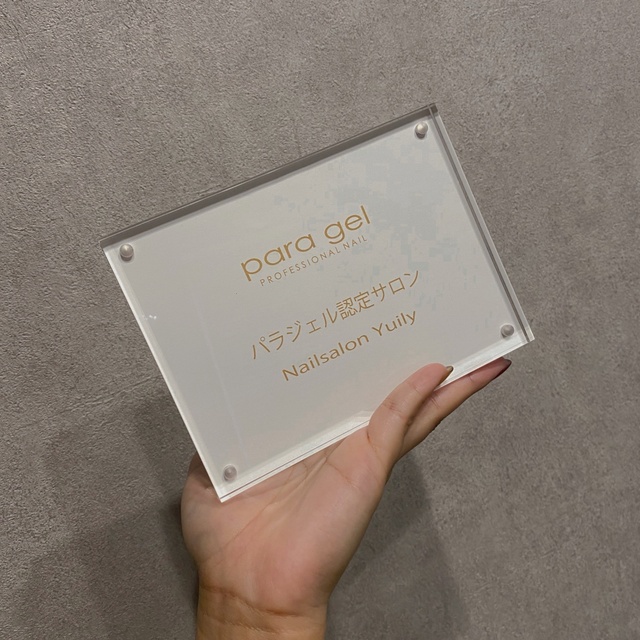 para gel
PROFESSIONAL NAIL
パラジェル認定サロン
Nailsalon Yuily